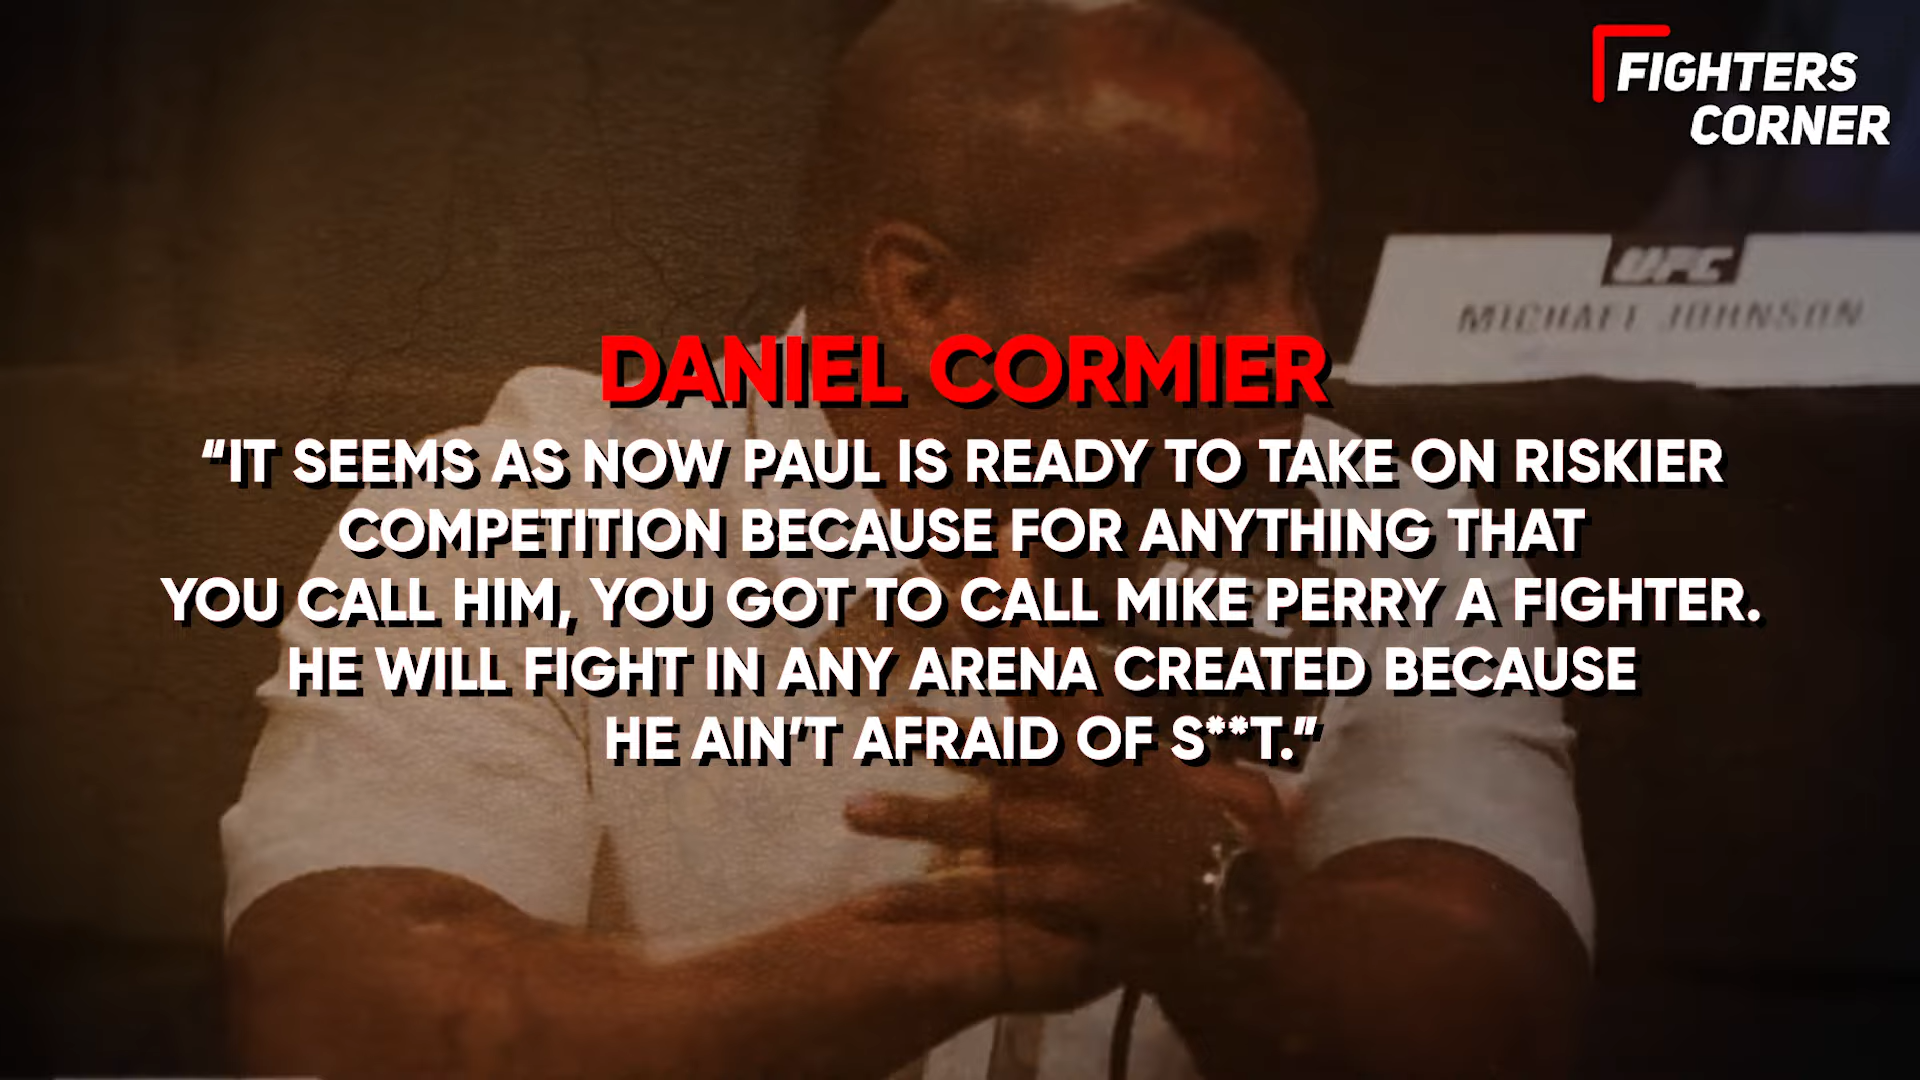 FIGHTERS
CORNER
UFC
MICHAEL JOHNSON
DANIEL CORMIER
“IT SEEMS AS NOW PAUL IS READY TO TAKE ON RISKIER
COMPETITION BECAUSE FOR ANYTHING THAT
YOU CALL HIM, YOU GOT TO CALL MIKE PERRY A FIGHTER.
HE WILL FIGHT IN ANY ARENA CREATED BECAUSE
HE AIN’T AFRAID OF S**T.”